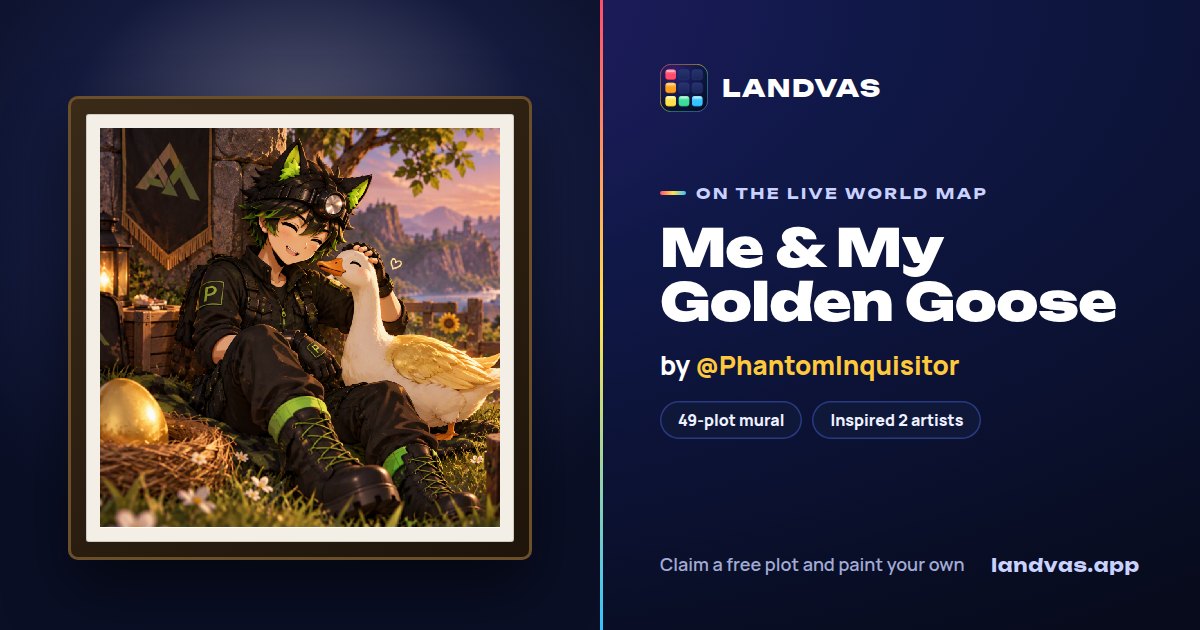 P
LANDVAS
ON THE LIVE WORLD MAP
Me & My
Golden Goose
by @PhantomInquisitor
49-plot mural
Inspired 2 artists
Claim a free plot and paint your own
landvas.app